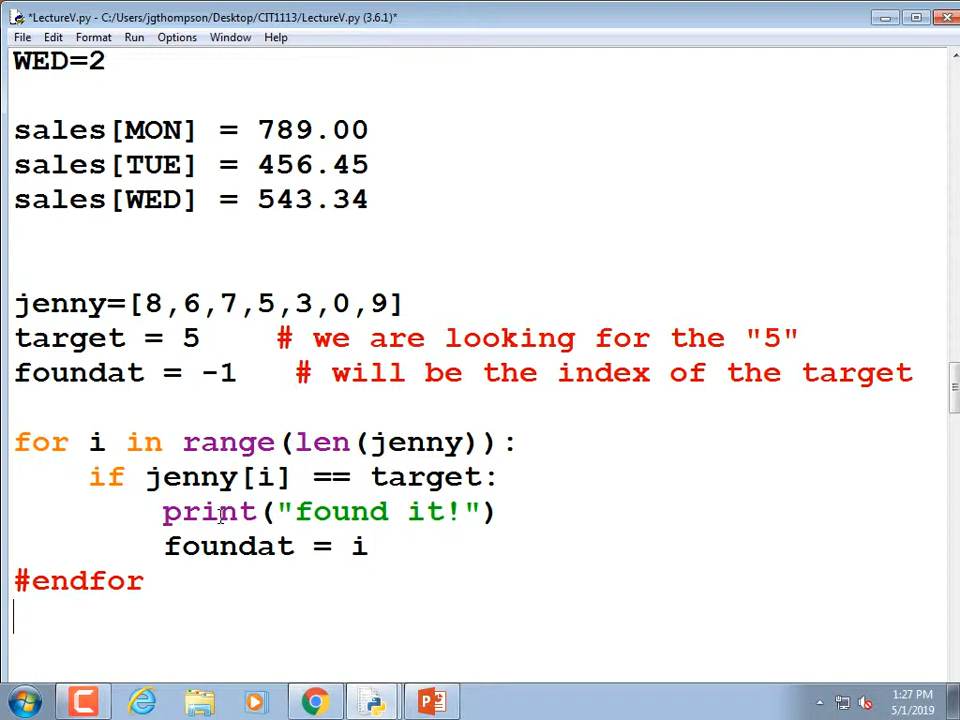 *LectureV.py - C:/Users/jgthompson/Desktop/CIT1113/LectureV.py (3.6.1)*
File Edit Format Run Options Window Help
WED=2
sales[MON] = 789.00
sales[TUE] = 456.45
sales[WED] = 543.34
jenny=[8,6,7,5,3,0,9]
target = 5    # we are looking for the "5"
foundat = -1   # will be the index of the target
for i in range(len(jenny)):
    if jenny[i] == target:
        print("found it!")
        foundat = i
#endfor
1:27 PM
5/1/2019